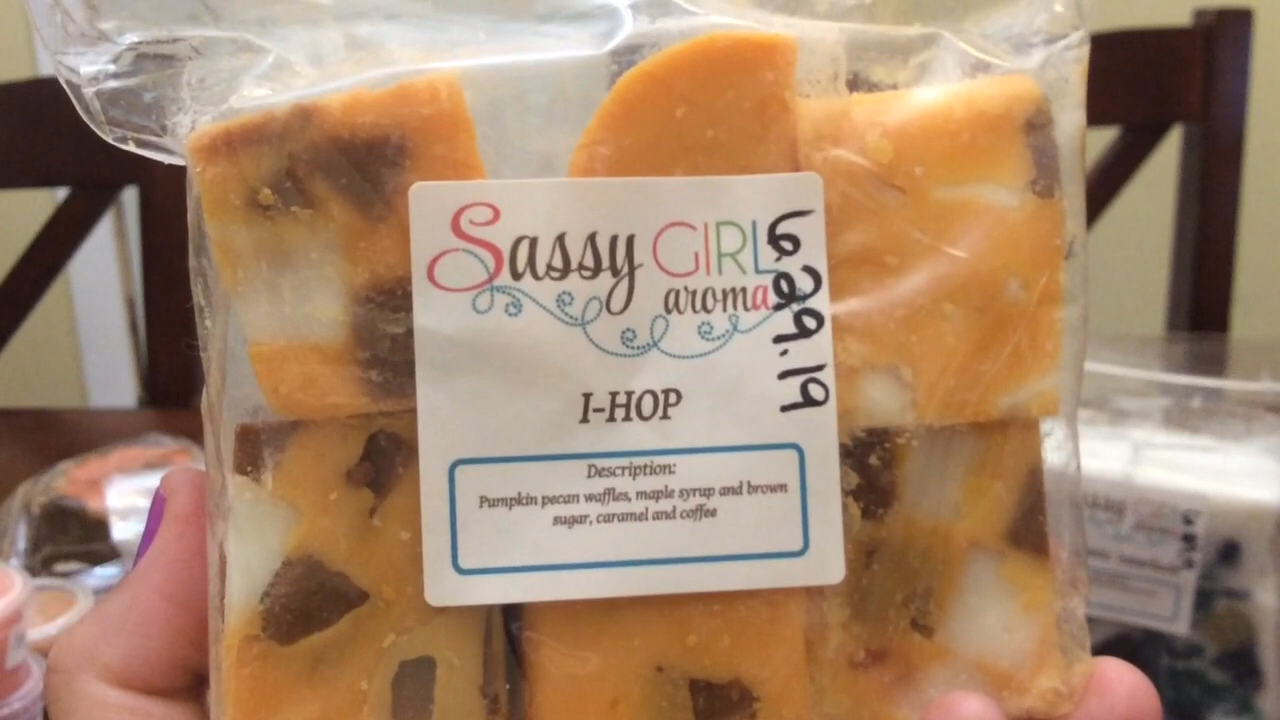 Sassy GIRL
aroma
6.29.19
I-HOP
Description:
Pumpkin pecan waffles, maple syrup and brown
sugar, caramel and coffee